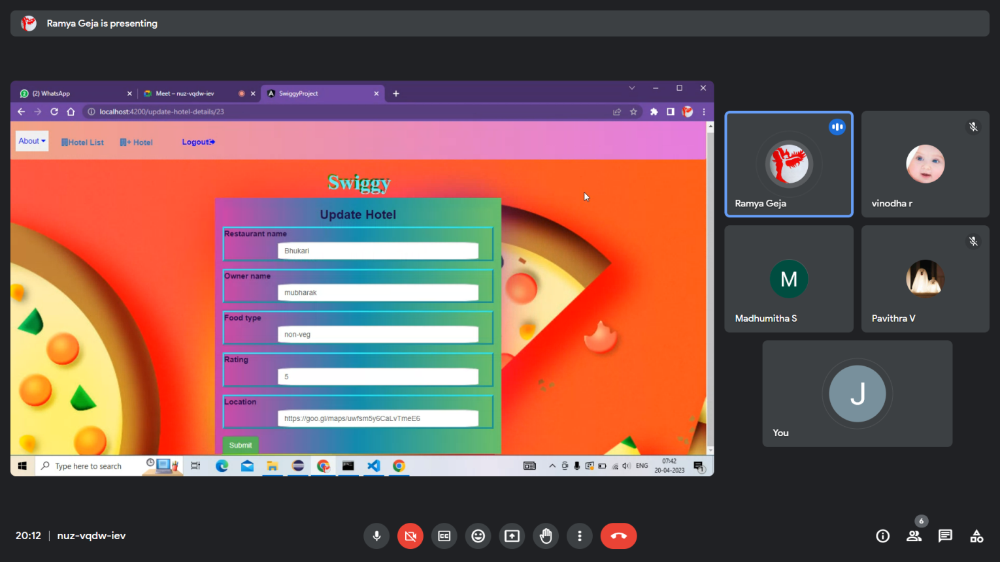 Ramya Geja is presenting
(2) WhatsApp
Meet – nuz-vqdw-iev
SwiggyProject
localhost:4200/update-hotel-details/23
About
Hotel List
+ Hotel
Logout
Swiggy
Update Hotel
Restaurant name
Bhukari
Owner name
mubharak
Food type
non-veg
Rating
5
Location
https://goo.gl/maps/uwfsm5y6CaLvTmeE6
Submit
Type here to search
ENG
07:42
20-04-2023
1
Ramya Geja
vinodha r
M
Madhumitha S
Pavithra V
J
You
20:12 | nuz-vqdw-iev
6